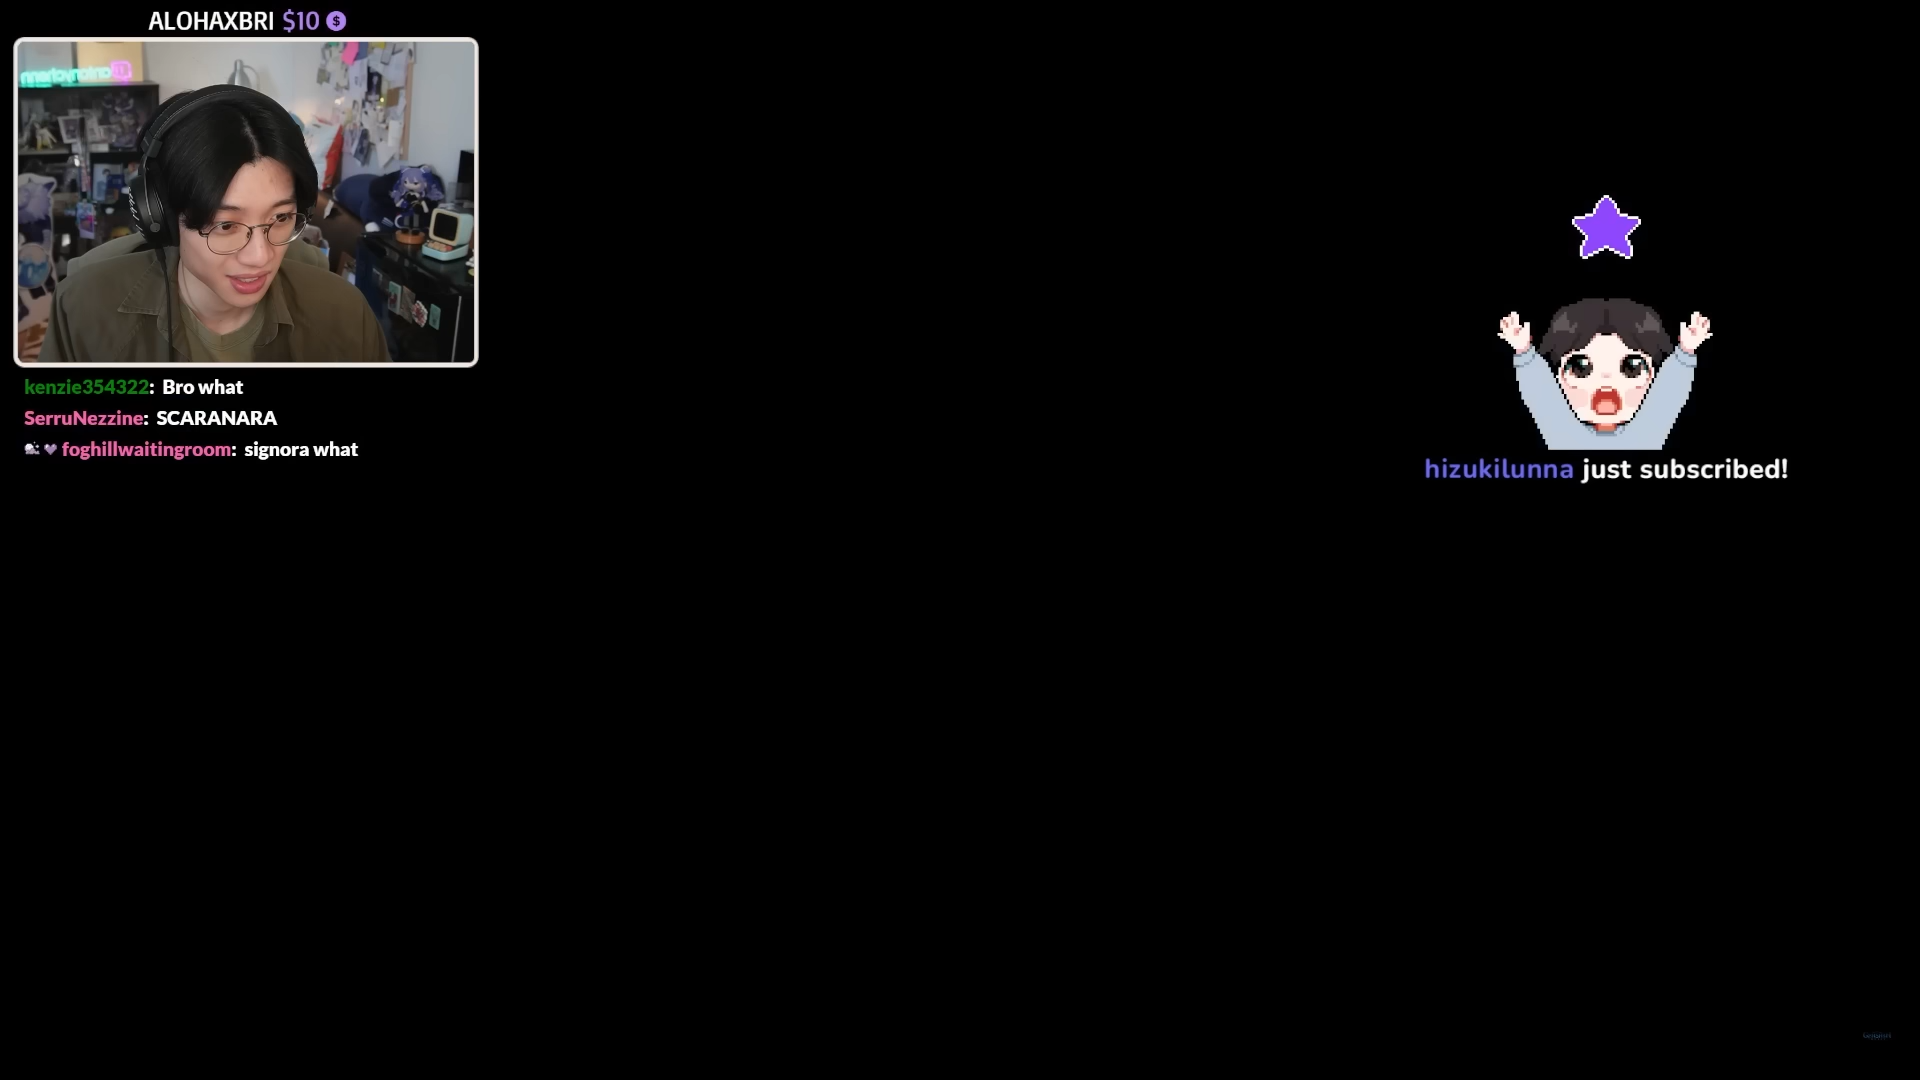 ALOHAXBRI $10
kenzie354322: Bro what
SerruNezzine: SCARANARA
foghillwaitingroom: signora what
hizukilunna just subscribed!